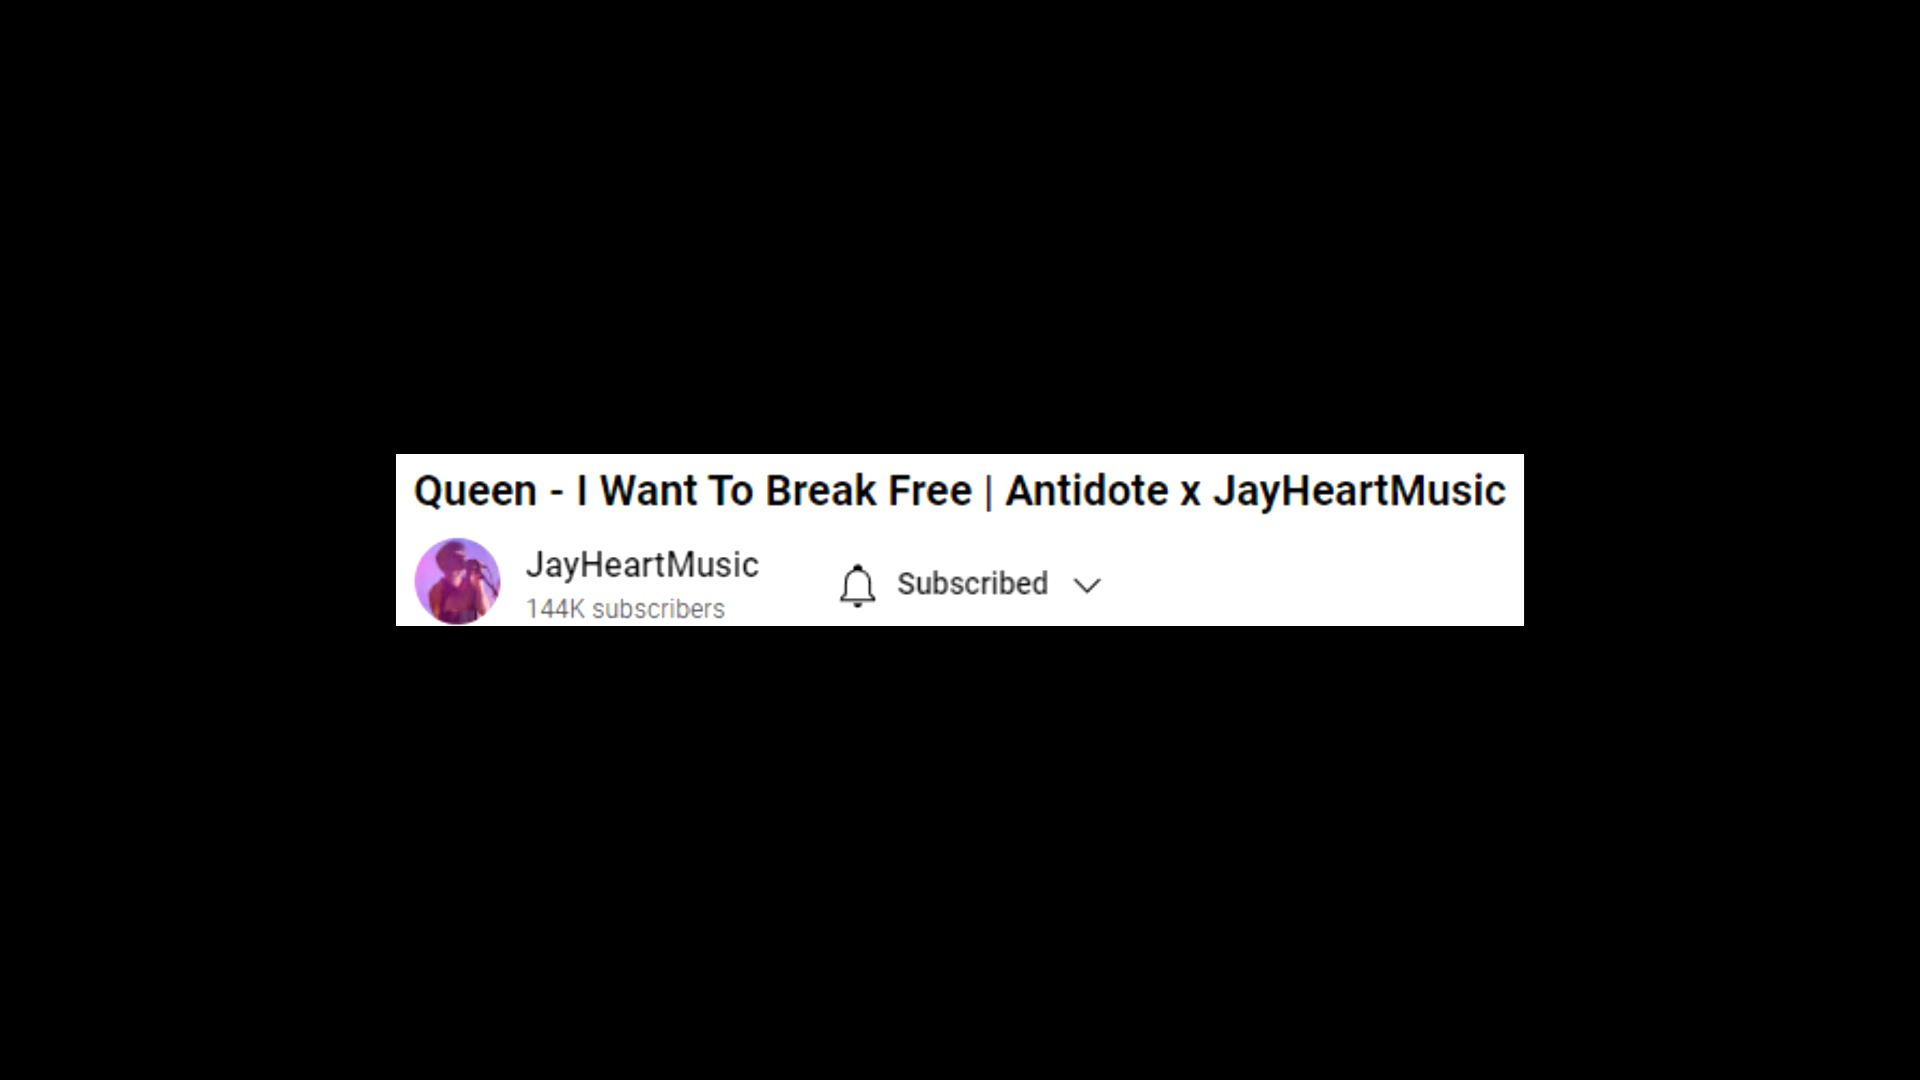 Queen - I Want To Break Free | Antidote x JayHeartMusic
JayHeartMusic
Subscribed
144K subscribers